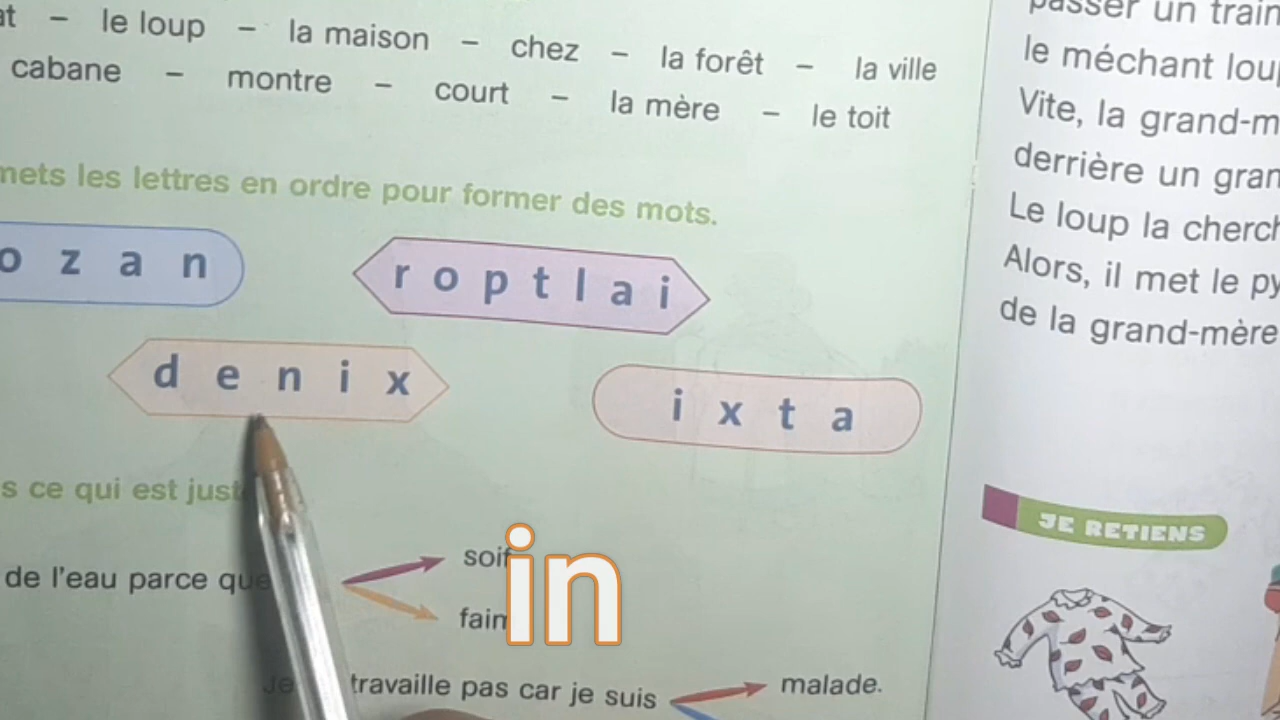 le loup – la maison – chez – la forêt – la ville
cabane – montre – court – la mère – le toit
mets les lettres en ordre pour former des mots.
o z a n
r o p t l a i
d e n i x
i x t a
s ce qui est just
de l'eau parce que
soif
faim
in
travaille pas car je suis
malade.
passer un train
le méchant lou
Vite, la grand-m
derrière un gran
Le loup la cherch
Alors, il met le py
de la grand-mère
JE RETIENS